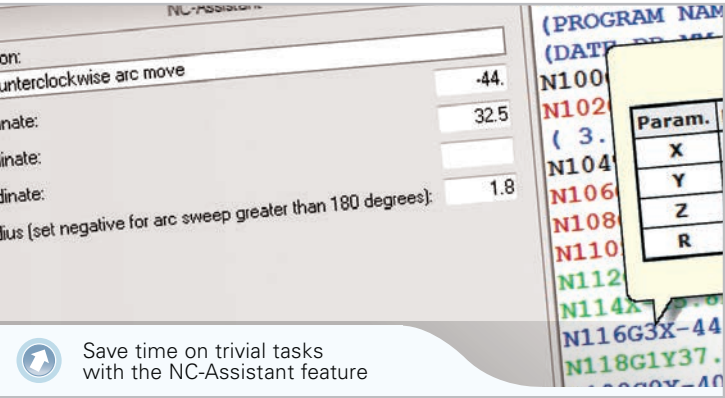 NC-Assistant
on:
unterclockwise arc move
-44.
nate:
32.5
inate:
dinate:
dius (set negative for arc sweep greater than 180 degrees):
1.8
(PROGRAM NAM
(DATE
N100
N102
( 3.
N104
N106
N108
N110
N112
N114X
N116G3X-44
N118G1Y37.
Param.
X
Y
Z
R
Save time on trivial tasks
with the NC-Assistant feature